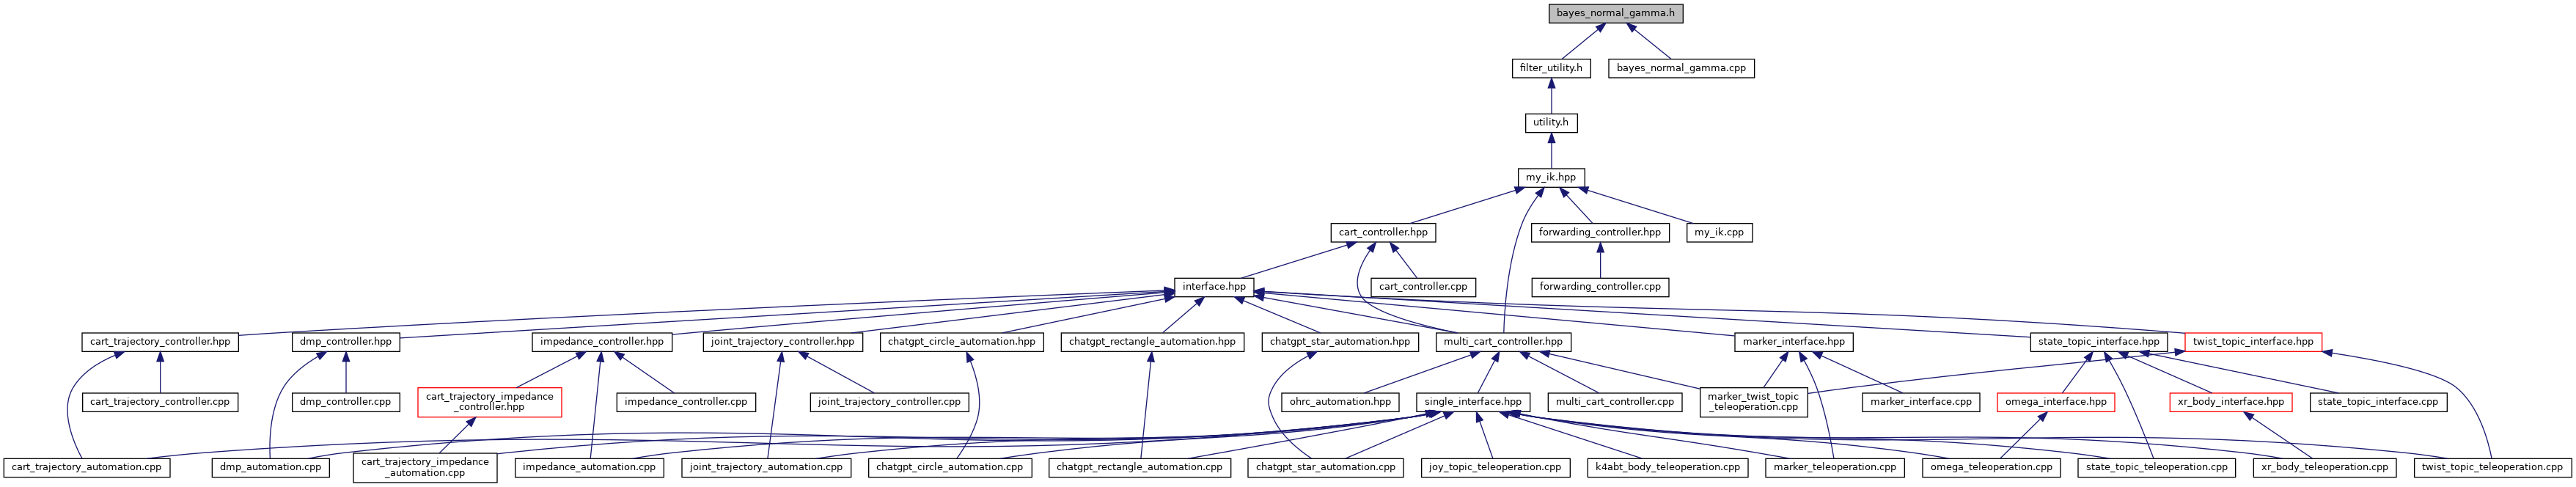 bayes_normal_gamma.h
filter_utility.h
bayes_normal_gamma.cpp
utility.h
my_ik.hpp
cart_controller.hpp
forwarding_controller.hpp
my_ik.cpp
interface.hpp
cart_controller.cpp
forwarding_controller.cpp
cart_trajectory_controller.hpp
dmp_controller.hpp
impedance_controller.hpp
joint_trajectory_controller.hpp
chatgpt_circle_automation.hpp
chatgpt_rectangle_automation.hpp
chatgpt_star_automation.hpp
multi_cart_controller.hpp
marker_interface.hpp
state_topic_interface.hpp
twist_topic_interface.hpp
cart_trajectory_controller.cpp
dmp_controller.cpp
cart_trajectory_impedance
_controller.hpp
impedance_controller.cpp
joint_trajectory_controller.cpp
ohrc_automation.hpp
single_interface.hpp
multi_cart_controller.cpp
marker_twist_topic
_teleoperation.cpp
marker_interface.cpp
omega_interface.hpp
xr_body_interface.hpp
state_topic_interface.cpp
cart_trajectory_automation.cpp
dmp_automation.cpp
cart_trajectory_impedance
_automation.cpp
impedance_automation.cpp
joint_trajectory_automation.cpp
chatgpt_circle_automation.cpp
chatgpt_rectangle_automation.cpp
chatgpt_star_automation.cpp
joy_topic_teleoperation.cpp
k4abt_body_teleoperation.cpp
marker_teleoperation.cpp
omega_teleoperation.cpp
state_topic_teleoperation.cpp
xr_body_teleoperation.cpp
twist_topic_teleoperation.cpp